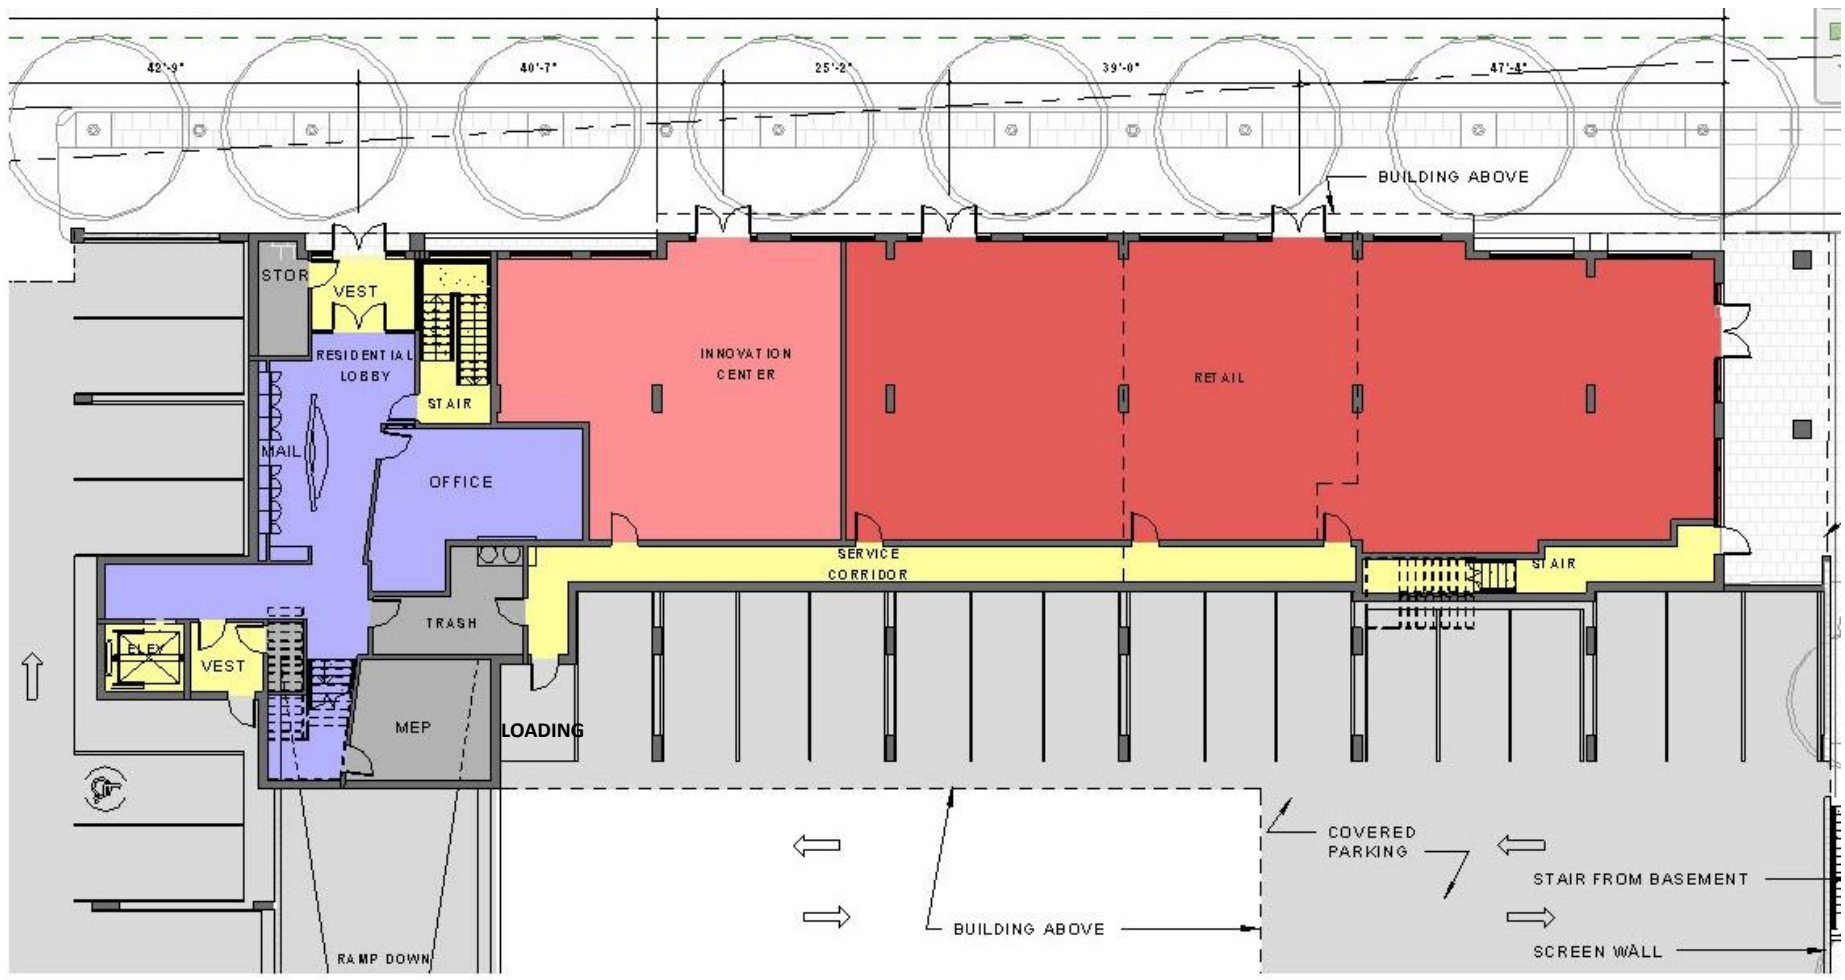 42'-9"
40'-7"
25'-2"
39'-0"
47'-4"
BUILDING ABOVE
STOR
VEST
RESIDENTIAL
LOBBY
STAIR
MAIL
OFFICE
INNOVATION
CENTER
RETAIL
SERVICE
CORRIDOR
STAIR
TRASH
ELEV
VEST
MEP
LOADING
COVERED
PARKING
STAIR FROM BASEMENT
BUILDING ABOVE
SCREEN WALL
RAMP DOWN